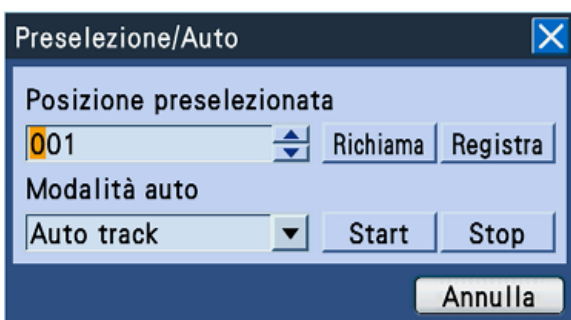 Preselezione/Auto
Posizione preselezionata
001 Richiama Registra
Modalità auto
Auto track Start Stop
Annulla